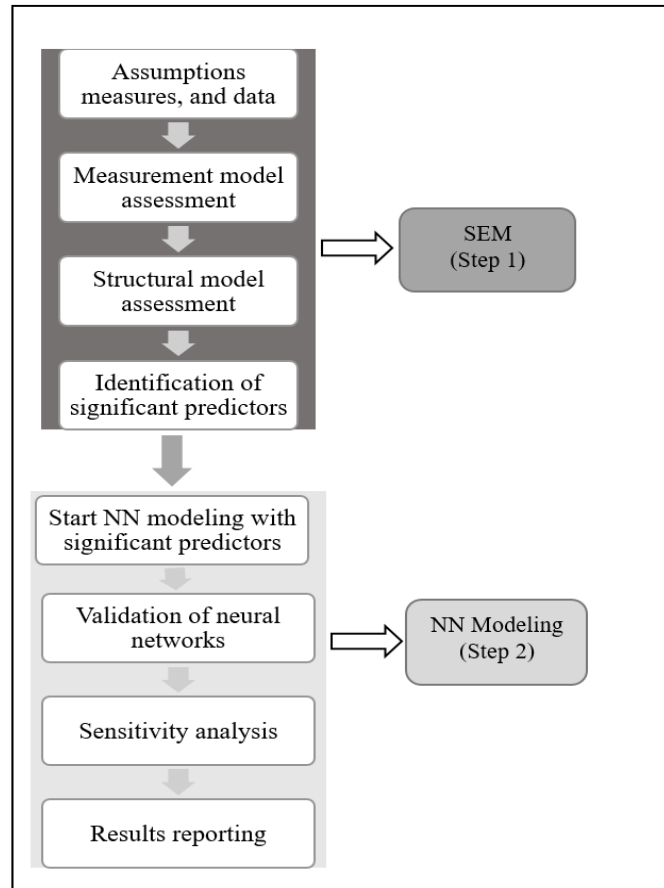 Assumptions
measures, and data
Measurement model
assessment
SEM
(Step 1)
Structural model
assessment
Identification of
significant predictors
Start NN modeling with
significant predictors
Validation of neural
networks
NN Modeling
(Step 2)
Sensitivity analysis
Results reporting